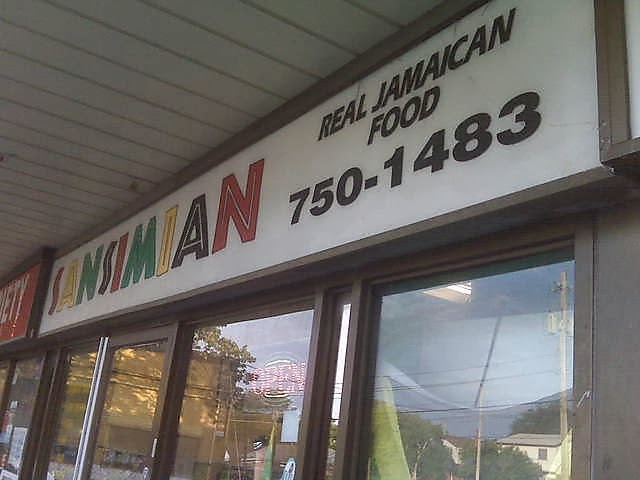 SANSIMIAN
REAL JAMAICAN
FOOD
750-1483